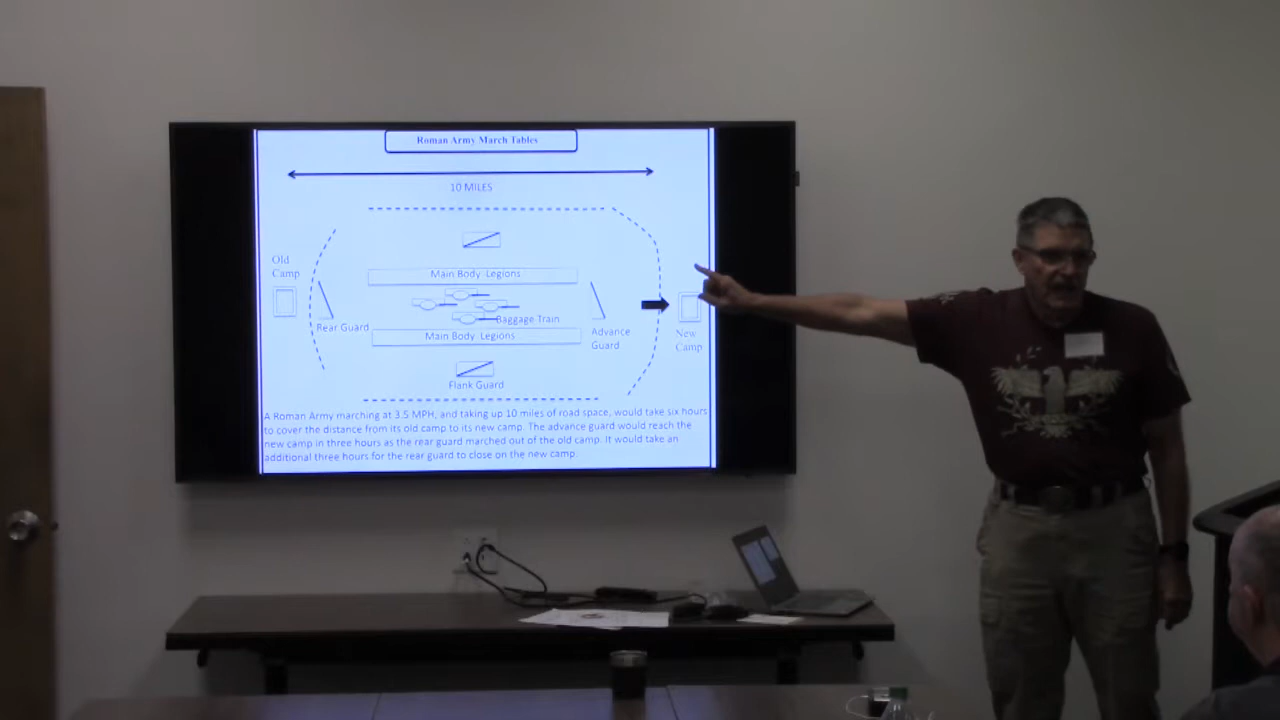 Roman Army March Tables
10 MILES
Old
Camp
Main Body Legions
Rear Guard
Baggage Train
Advance
Guard
New
Camp
Main Body Legions
Flank Guard
A Roman Army marching at 3.5 MPH, and taking up 10 miles of road space, would take six hours
to cover the distance from its old camp to its new camp. The advance guard would reach the
new camp in three hours as the rear guard marched out of the old camp. It would take an
additional three hours for the rear guard to close on the new camp.